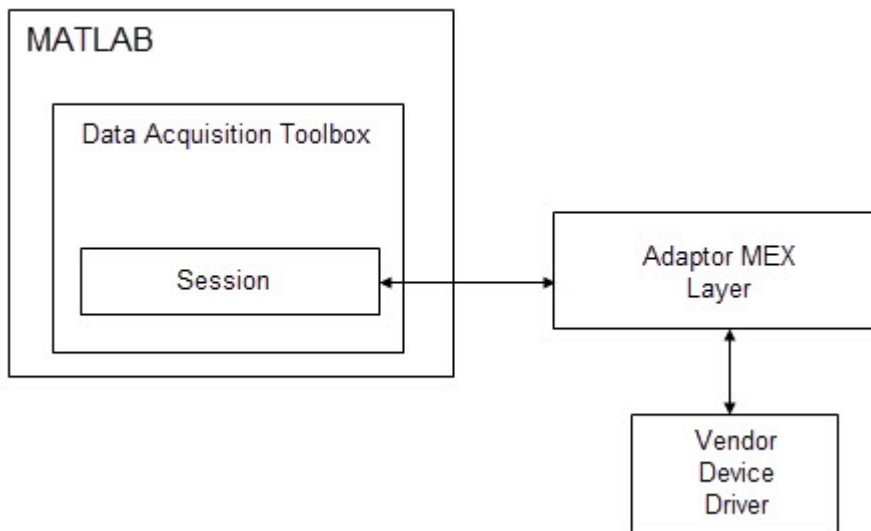 MATLAB
Data Acquisition Toolbox
Session
Adaptor MEX
Layer
Vendor
Device
Driver